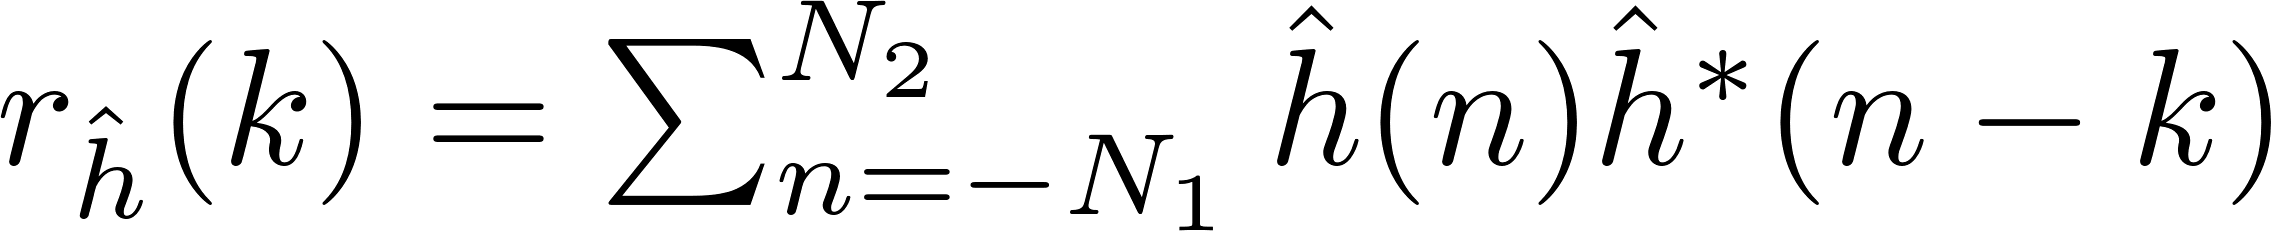 $r_{\hat{h}}(k) = \sum_{n=-N_1}^{N_2} \hat{h}(n)\hat{h}^*(n-k)$